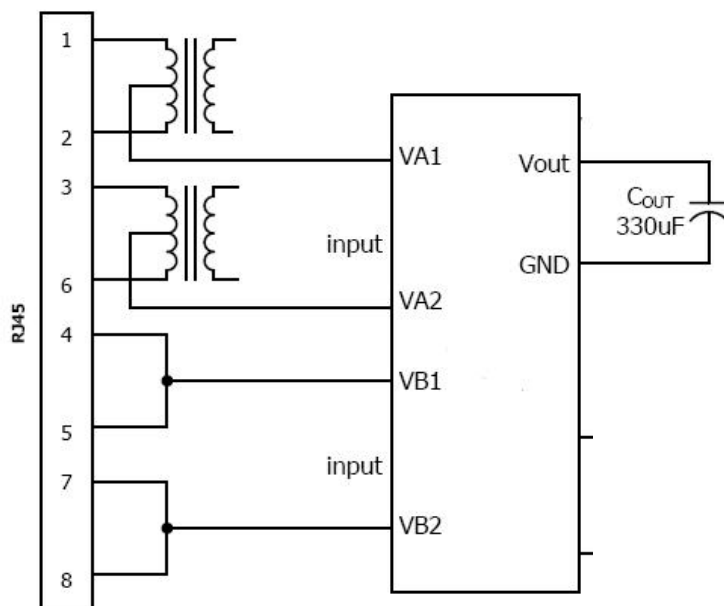 RJ45
1
2
3
6
4
5
7
8
VA1
input
VA2
VB1
input
VB2
Vout
GND
COUT
330uF